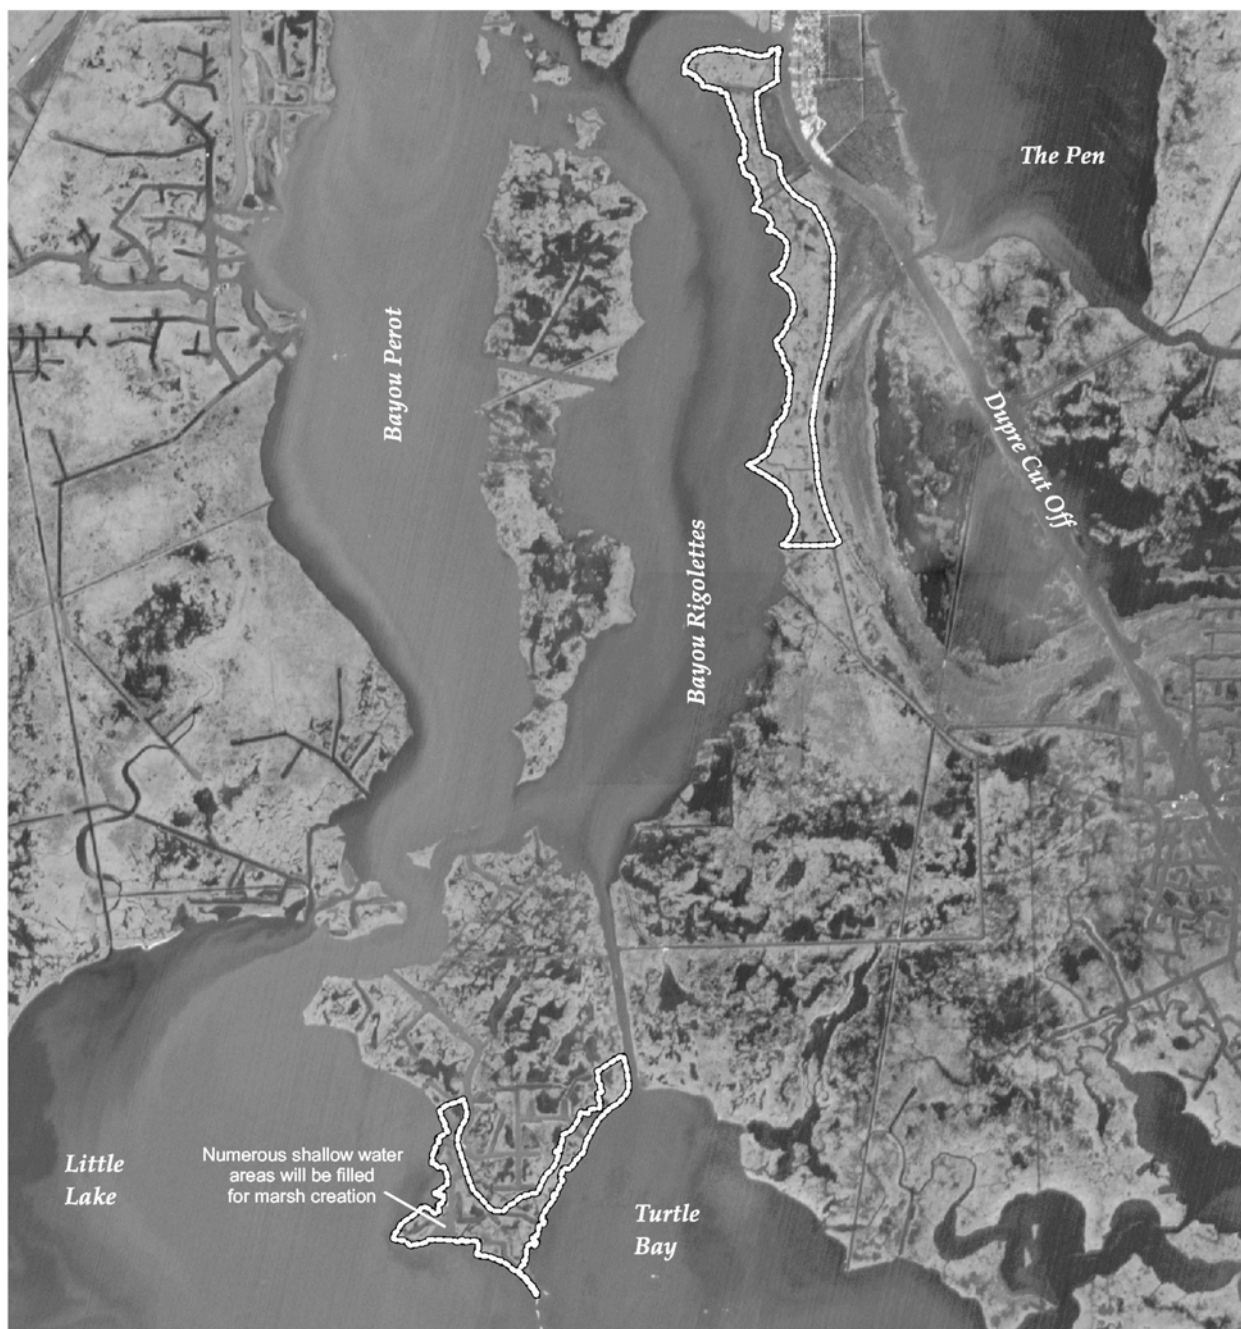 The Pen
Bayou Perot
Dupre Cut Off
Bayou Rigolettes
Numerous shallow water
areas will be filled
for marsh creation
Little
Lake
Turtle
Bay